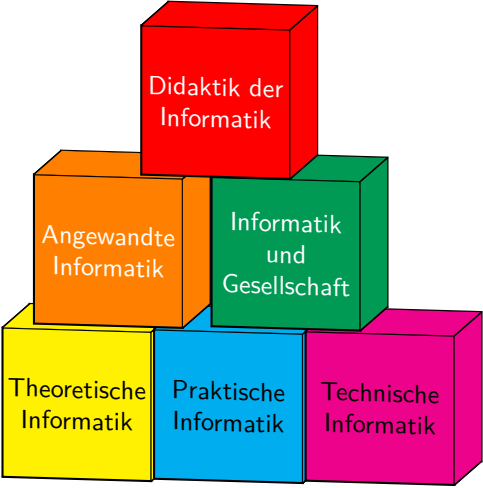 Didaktik der
Informatik
Angewandte
Informatik
Informatik
und
Gesellschaft
Theoretische
Informatik
Praktische
Informatik
Technische
Informatik